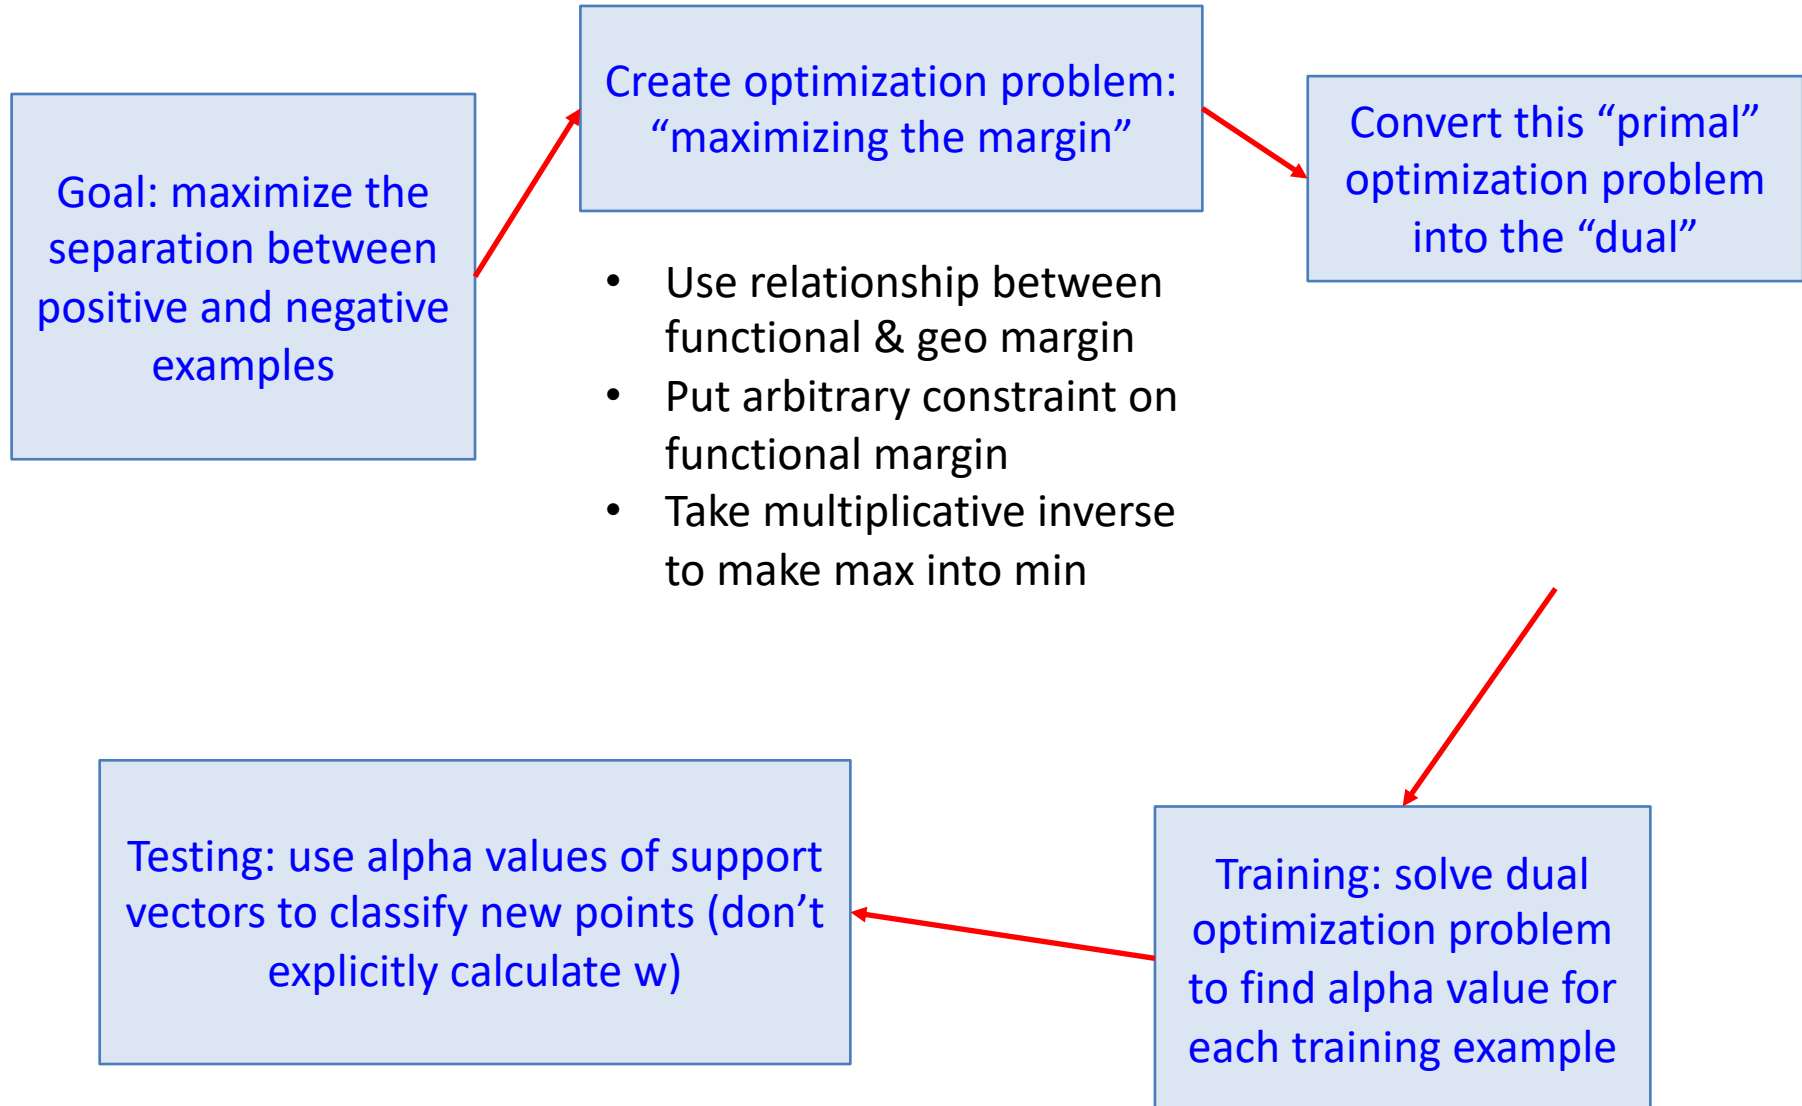 Goal: maximize the
separation between
positive and negative
examples
Create optimization problem:
“maximizing the margin”
• Use relationship between
functional & geo margin
• Put arbitrary constraint on
functional margin
• Take multiplicative inverse
to make max into min
Convert this “primal”
optimization problem
into the “dual”
Training: solve dual
optimization problem
to find alpha value for
each training example
Testing: use alpha values of support
vectors to classify new points (don’t
explicitly calculate w)